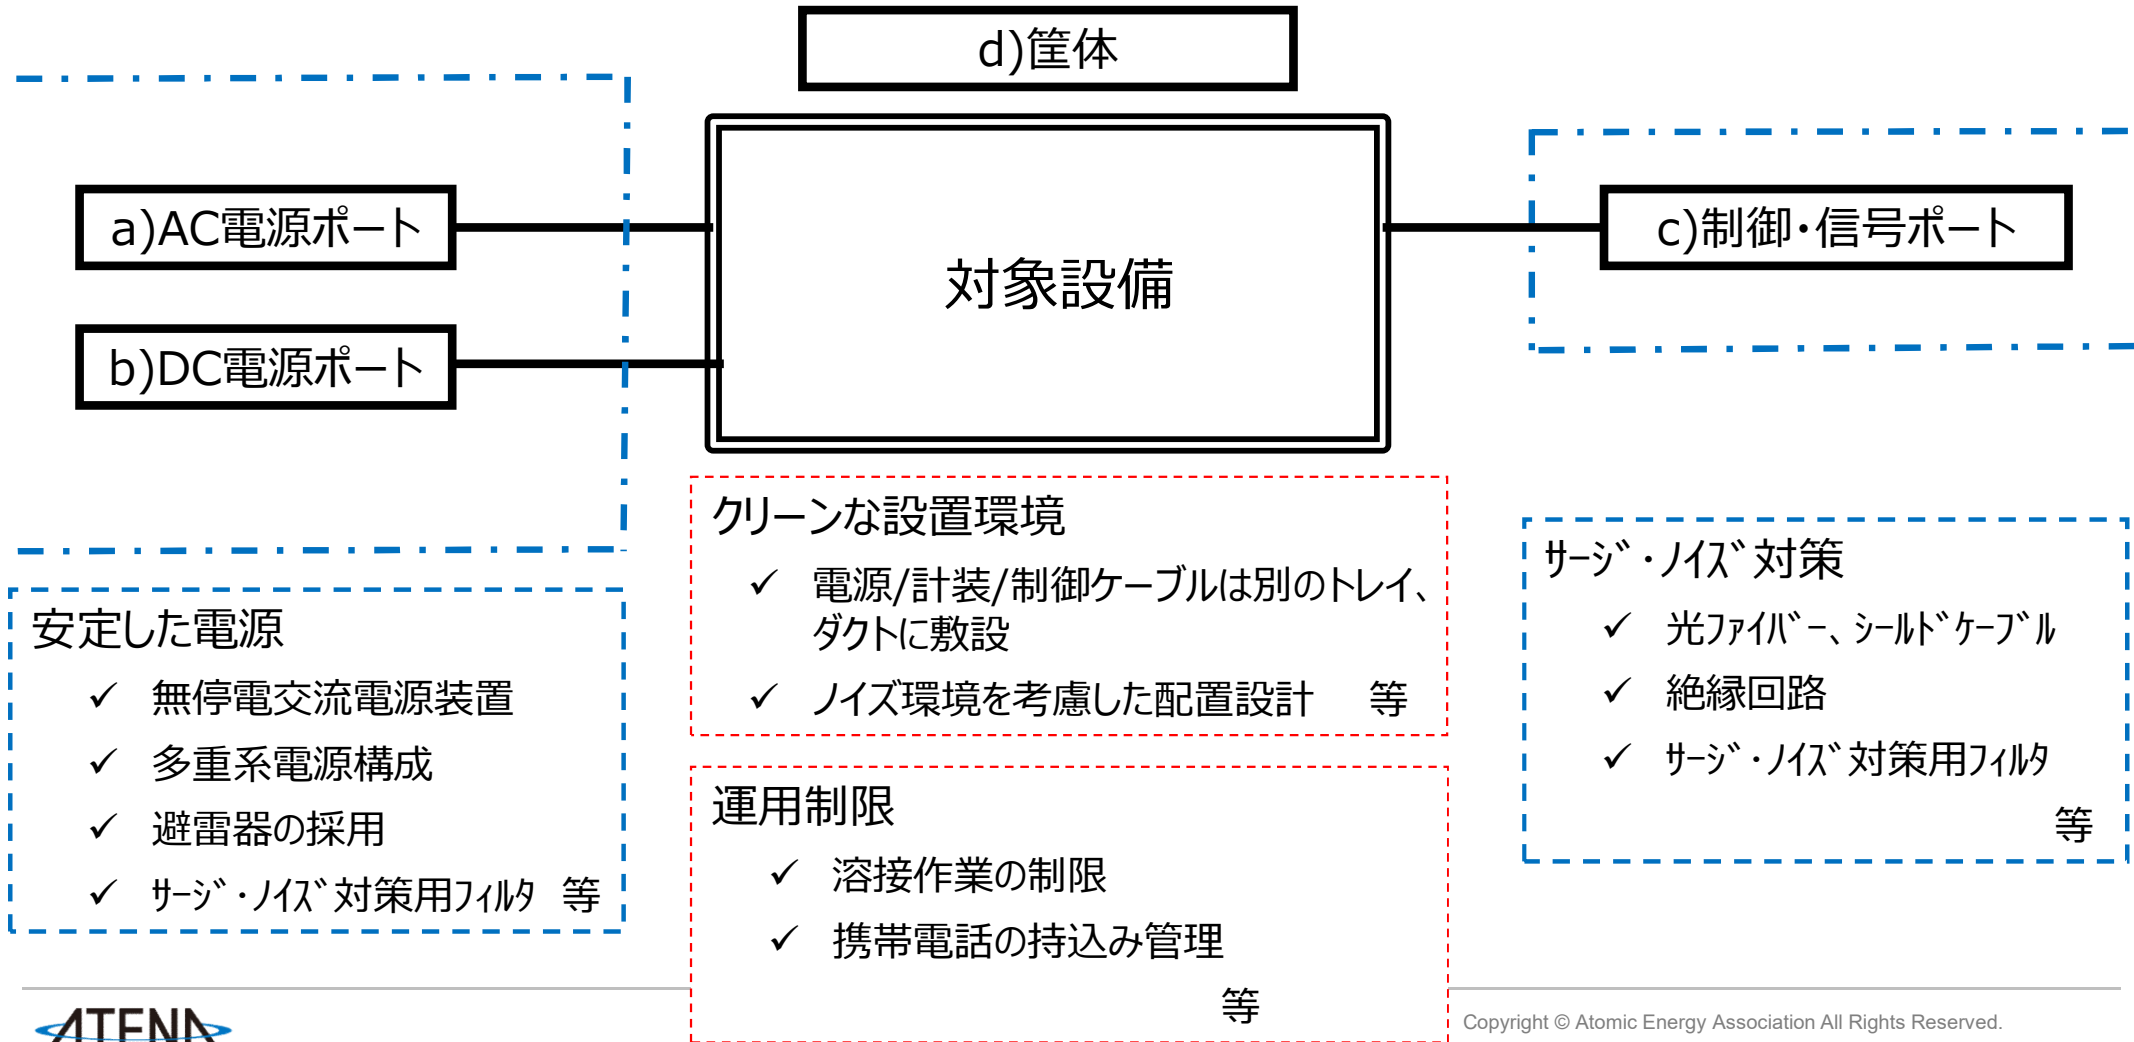 d)筐体
a)AC電源ポート
b)DC電源ポート
対象設備
c)制御・信号ポート
安定した電源
✓ 無停電交流電源装置
✓ 多重系電源構成
✓ 避雷器の採用
✓ ｻｰｼﾞ・ﾉｲｽﾞ対策用ﾌｨﾙﾀ 等
クリーンな設置環境
✓ 電源/計装/制御ケーブルは別のトレイ、
ダクトに敷設
✓ ノイズ環境を考慮した配置設計 等
運用制限
✓ 溶接作業の制限
✓ 携帯電話の持込み管理
等
ｻｰｼﾞ・ﾉｲｽﾞ対策
✓ 光ﾌｧｲﾊﾞｰ、ｼｰﾙﾄﾞｹｰﾌﾞﾙ
✓ 絶縁回路
✓ ｻｰｼﾞ・ﾉｲｽﾞ対策用ﾌｨﾙﾀ
等
ATENA
Copyright © Atomic Energy Association All Rights Reserved.